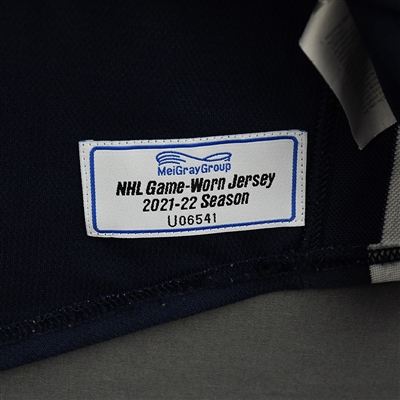 MeiGrayGroup
NHL Game-Worn Jersey
2021-22 Season
U06541